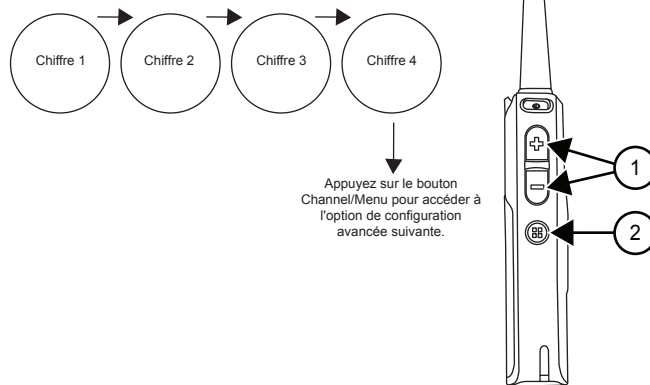 Chiffre 1
Chiffre 2
Chiffre 3
Chiffre 4
Appuyez sur le bouton
Channel/Menu pour accéder à
l'option de configuration
avancée suivante.
1
2